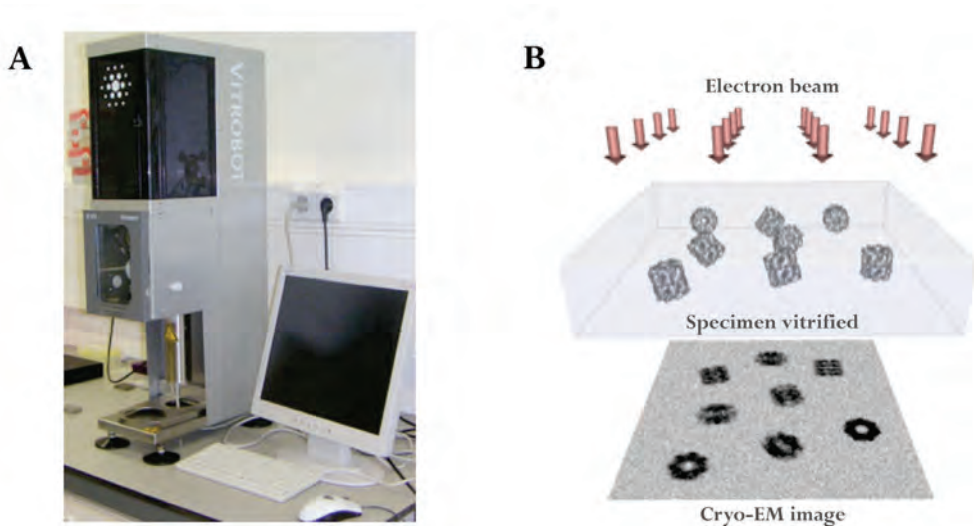 A
VITROBOT
B
Electron beam
Specimen vitrified
Cryo-EM image